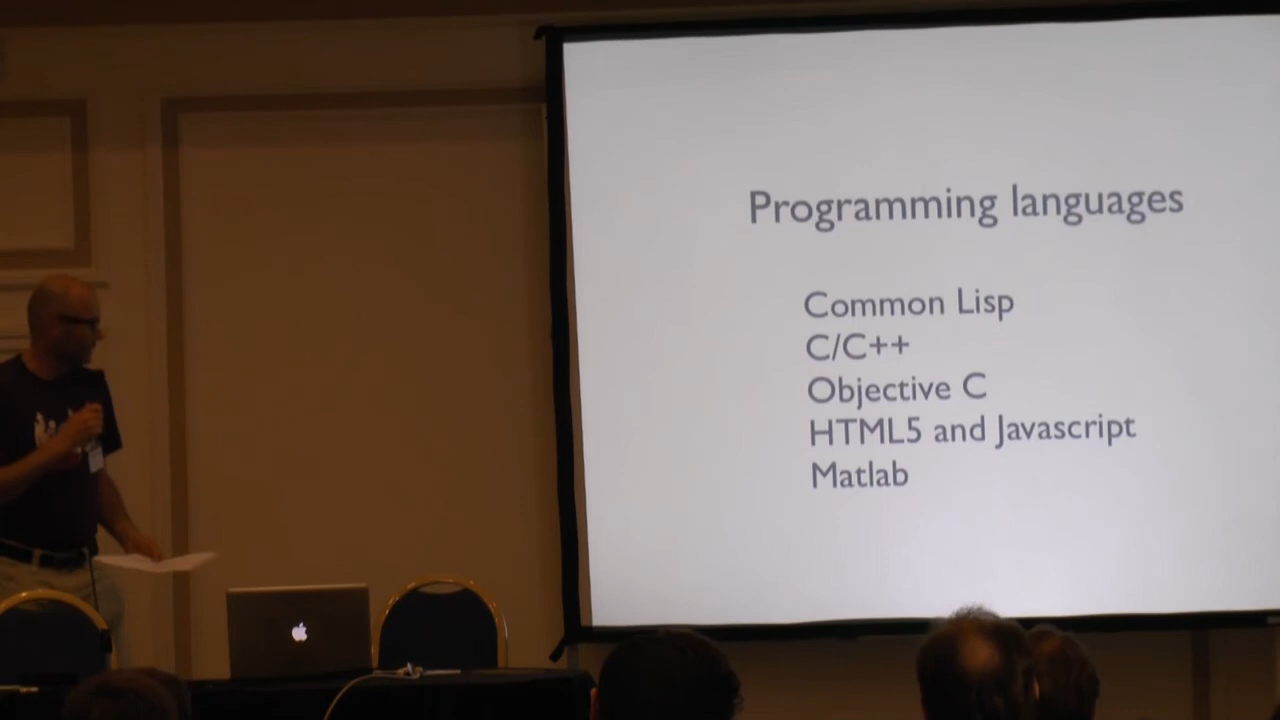 Programming languages
Common Lisp
C/C++
Objective C
HTML5 and Javascript
Matlab